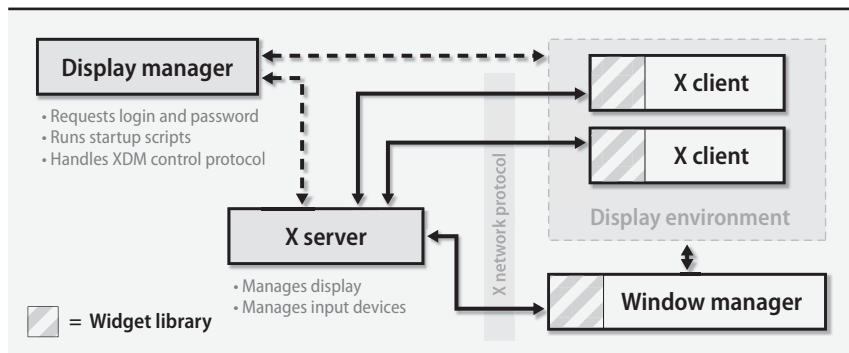 Display manager
• Requests login and password
• Runs startup scripts
• Handles XDM control protocol
X client
X client
Display environment
X network protocol
X server
• Manages display
• Manages input devices
Window manager
= Widget library